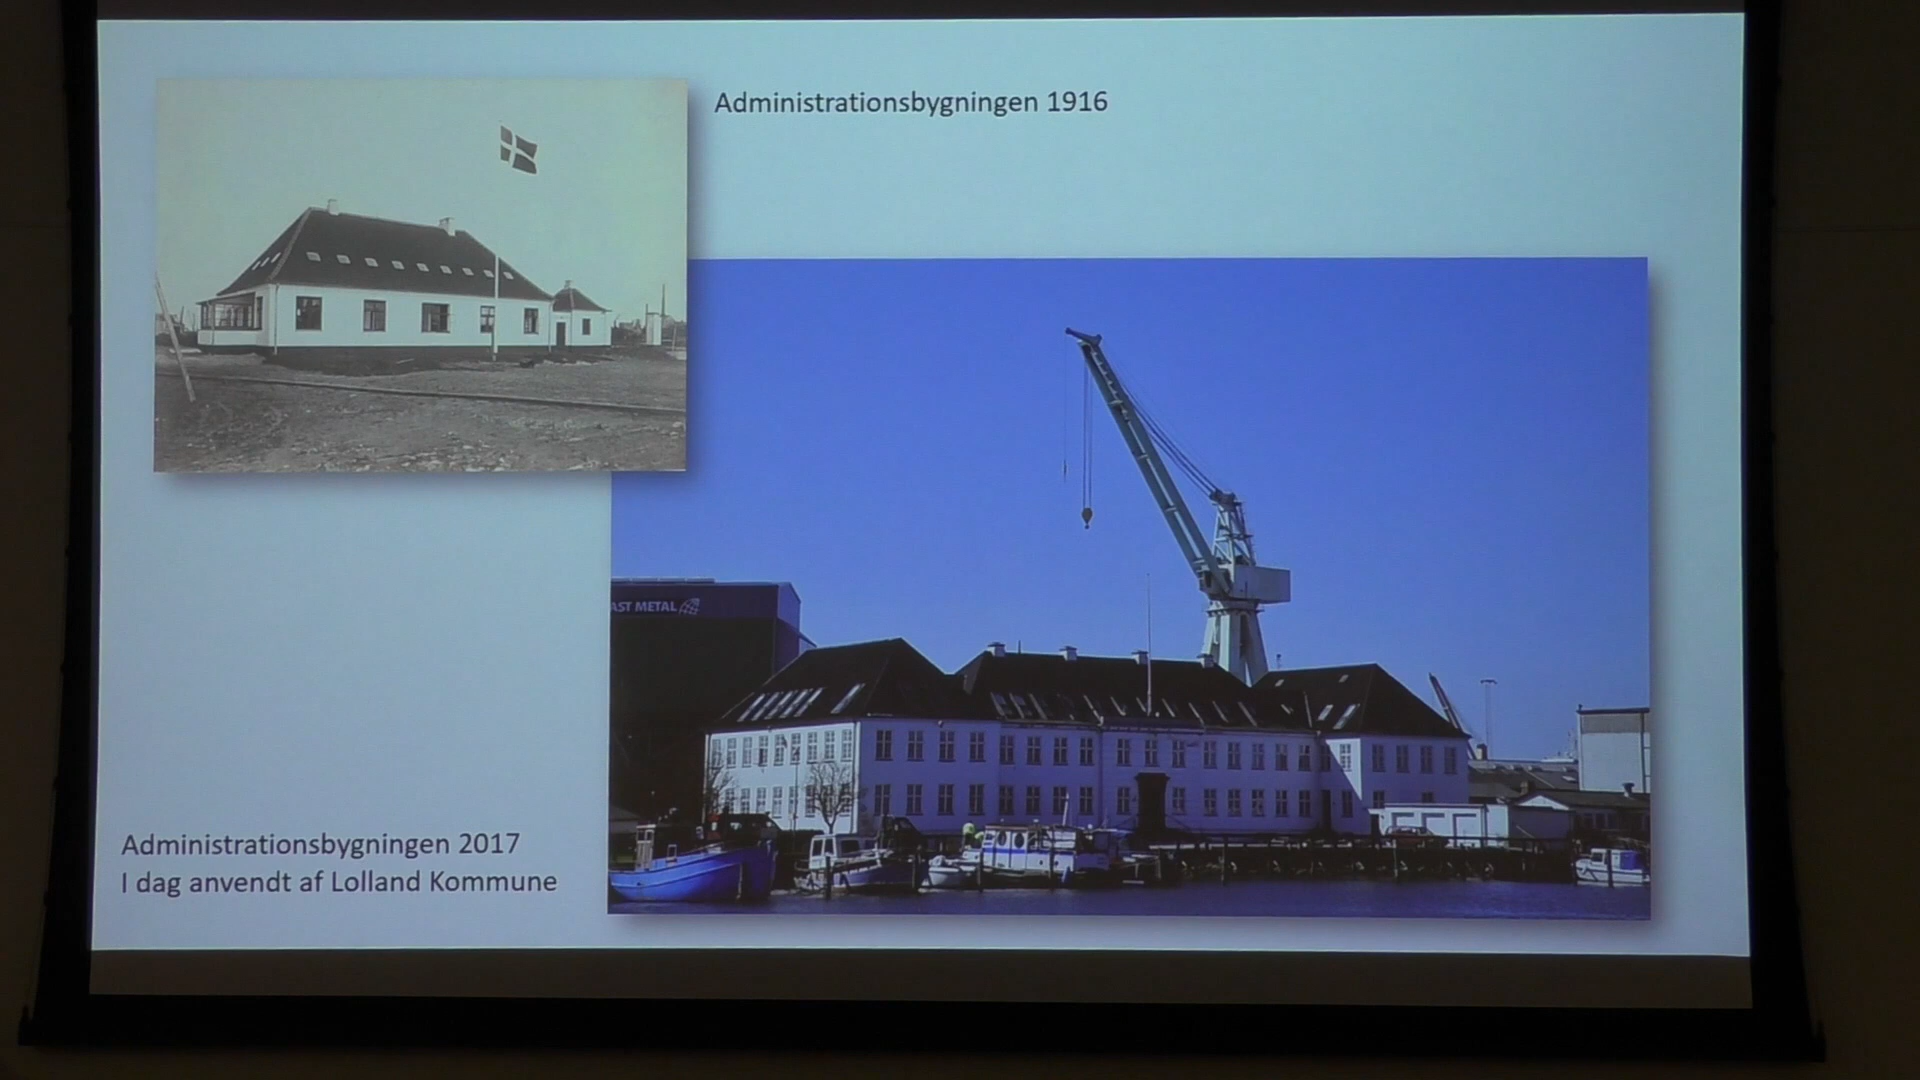 Administrationsbygningen 1916
AST METAL
Administrationsbygningen 2017
I dag anvendt af Lolland Kommune